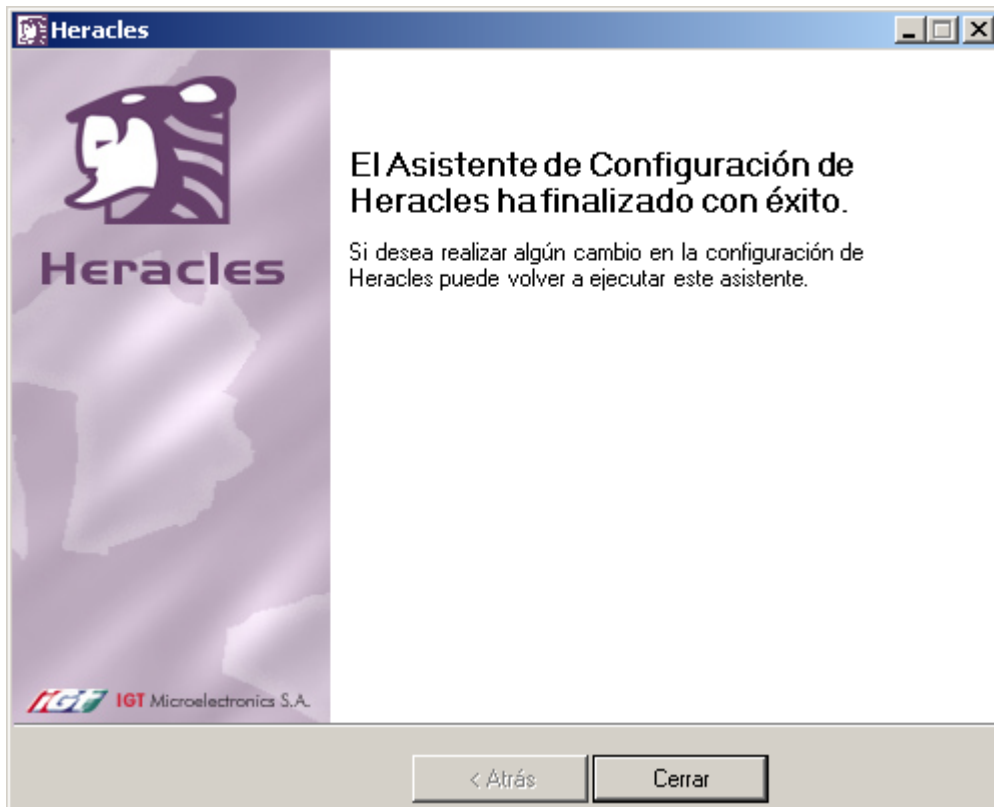 Heracles
Heracles
El Asistente de Configuración de
Heracles ha finalizado con éxito.
Si desea realizar algún cambio en la configuración de
Heracles puede volver a ejecutar este asistente.
IGT IGT Microelectronics S.A.
< Atrás
Cerrar